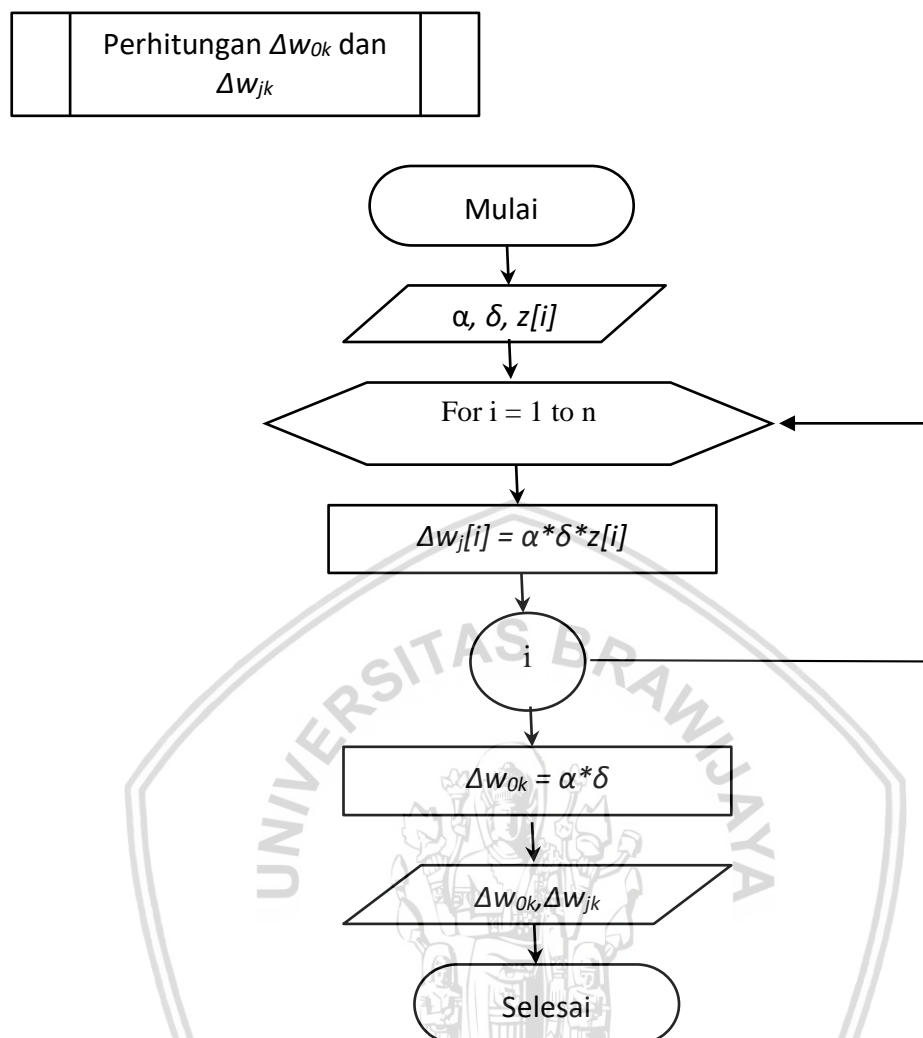 Perhitungan Δw0k dan
Δwjk
Mulai
α, δ, z[i]
For i = 1 to n
Δwj[i] = α*δ*z[i]
i
UNIVERSITAS BRAWIJAYA
Δw0k = α*δ
Δw0k,Δwjk
Selesai